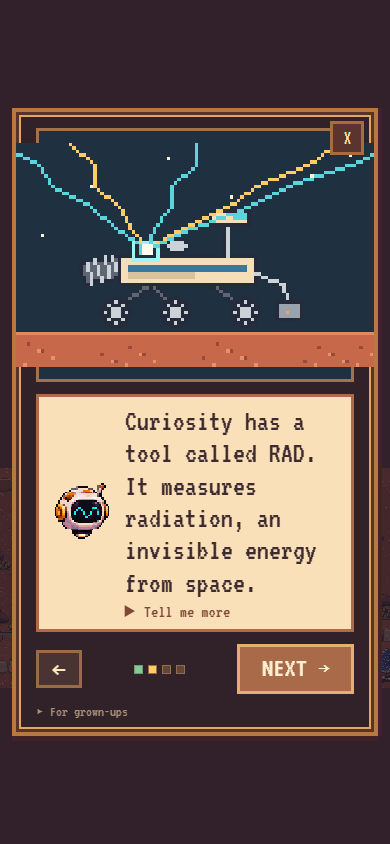 X
Curiosity has a
tool called RAD.
It measures
radiation, an
invisible energy
from space.
▶ Tell me more
← NEXT →
▶ For grown-ups